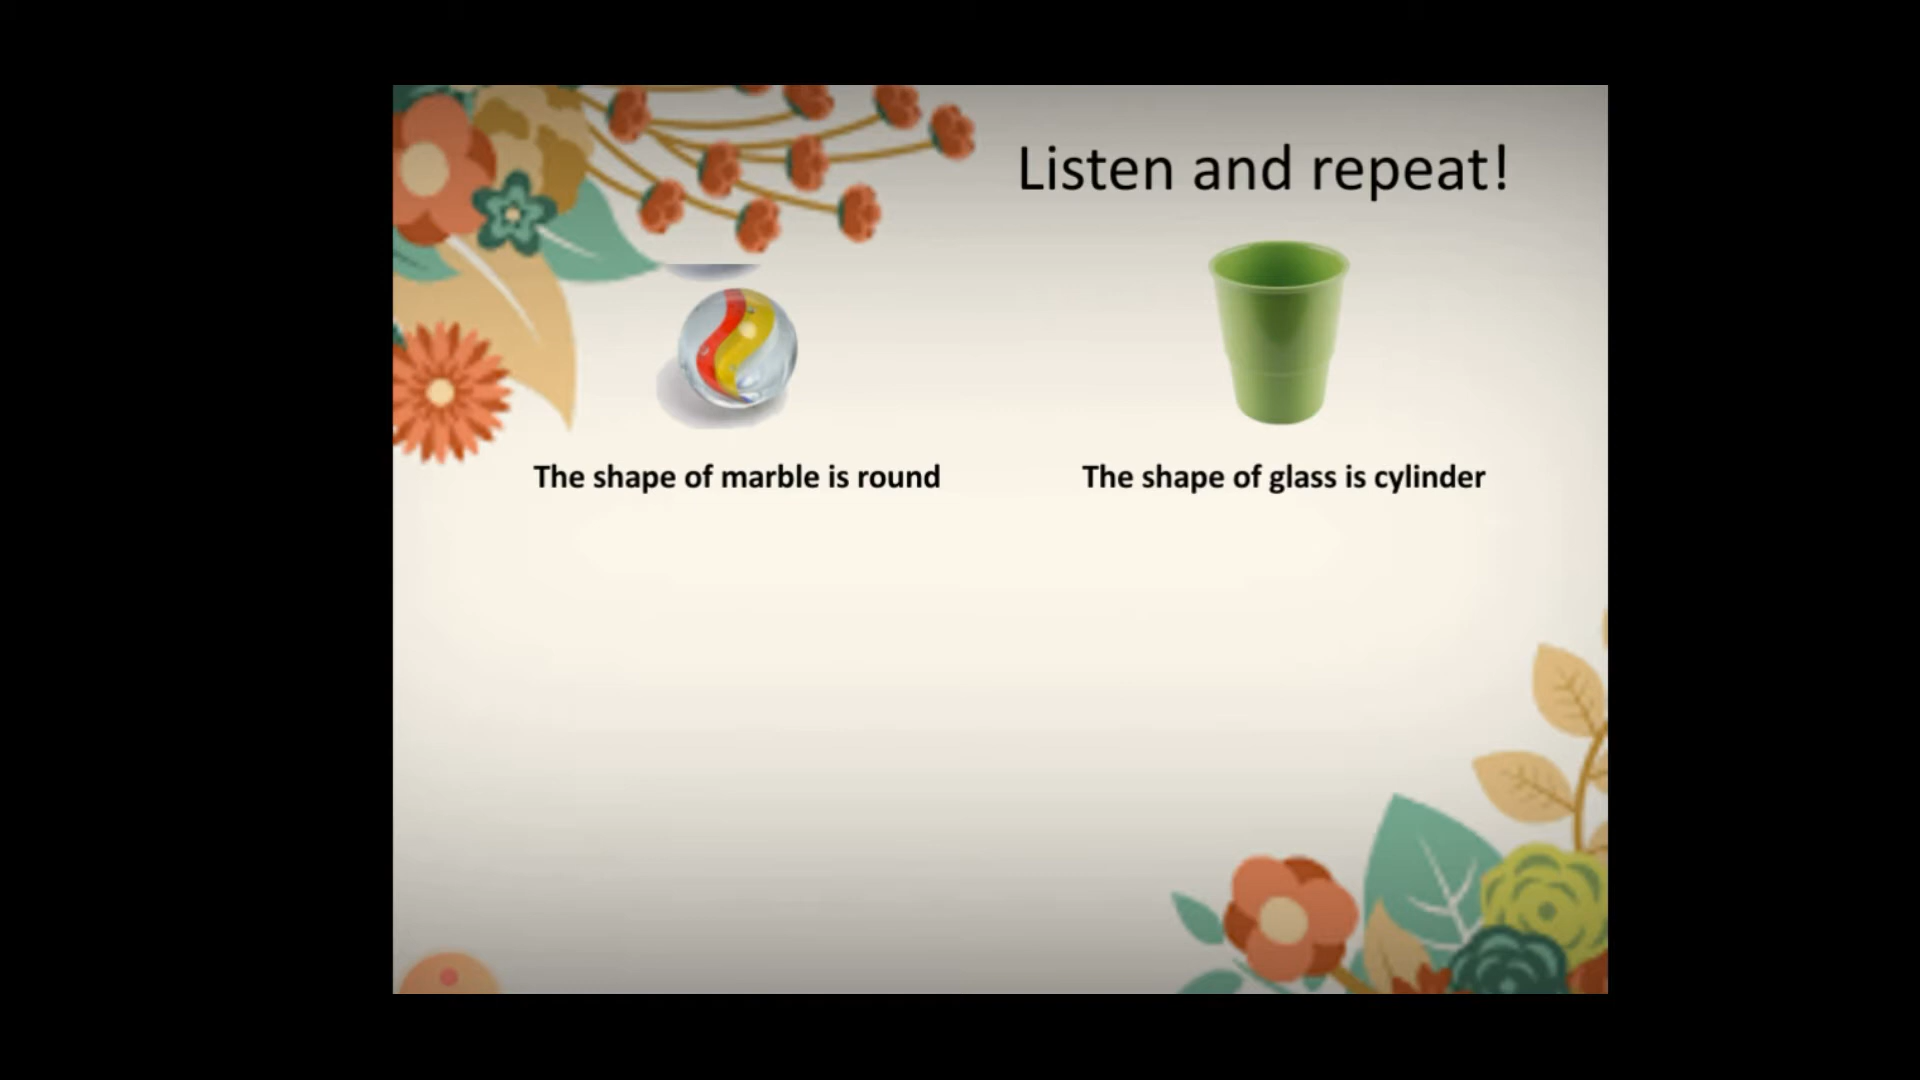 Listen and repeat!
The shape of marble is round
The shape of glass is cylinder